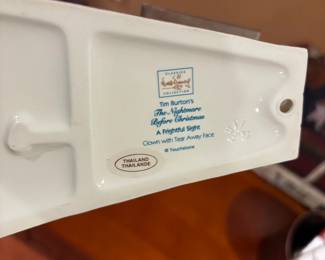 CLASSICS
COLLECTION
Tim Burton's
The Nightmare
Before Christmas
A Frightful Sight
Clown with Tear Away Face
© Touchstone
THAILAND
THAILANDE